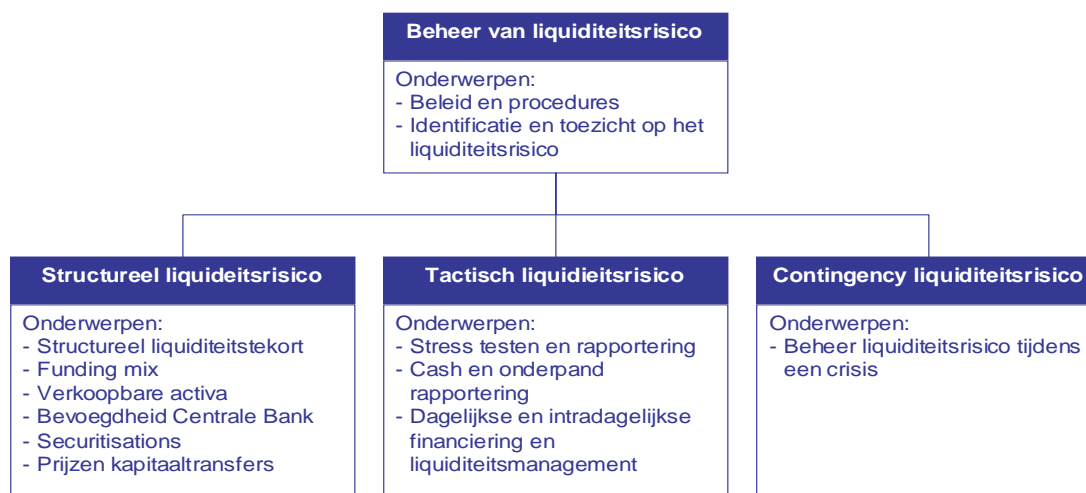 Beheer van liquiditeitsrisico
Onderwerpen:
- Beleid en procedures
- Identificatie en toezicht op het
liquiditeitsrisico
Structureel liquideitsrisico
Onderwerpen:
- Structureel liquiditeitstekort
- Funding mix
- Verkoopbare activa
- Bevoegdheid Centrale Bank
- Securitisations
- Prijzen kapitaaltransfers
Tactisch liquidieitsrisico
Onderwerpen:
- Stress testen en rapportering
- Cash en onderpand
rapportering
- Dagelijkse en intradagelijkse
financiering en
liquiditeitsmanagement
Contingency liquiditeitsrisico
Onderwerpen:
- Beheer liquiditeitsrisico tijdens
een crisis